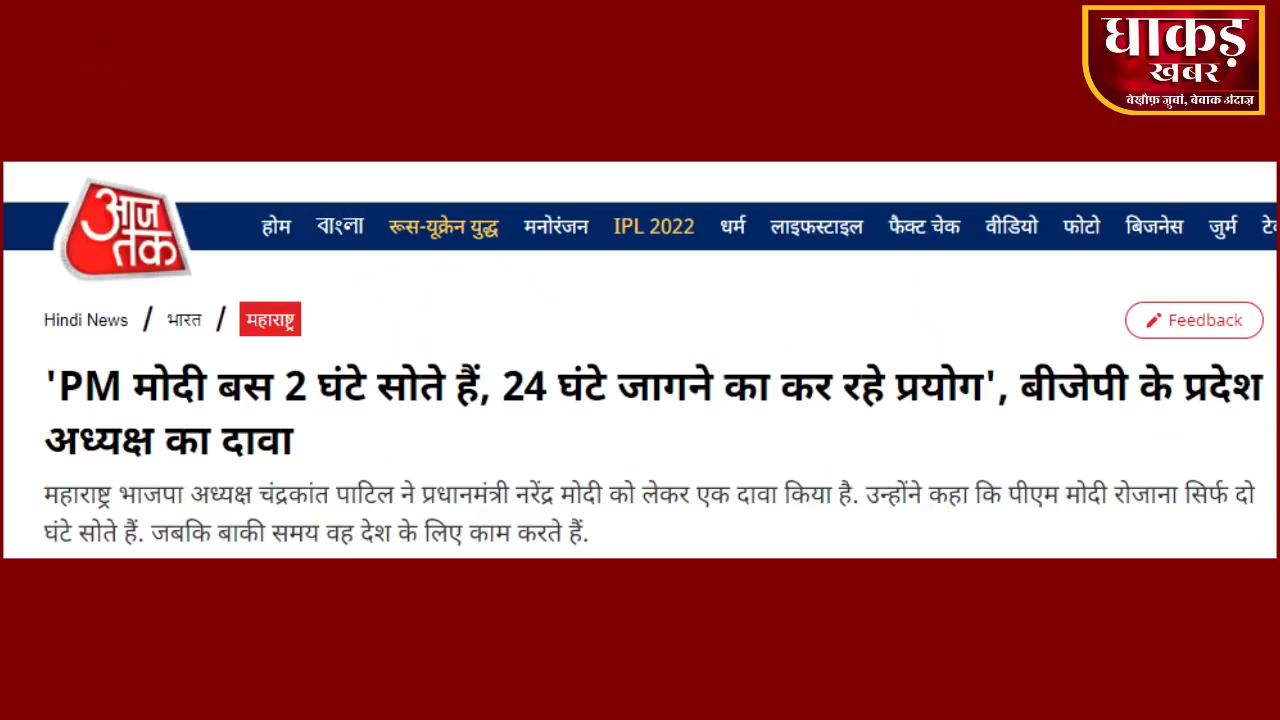 धाकड़
खबर
बेख़ौफ़ ज़ुबां, बेबाक अंदाज़
आज
तक
होम বাংলা रूस-यूक्रेन युद्ध मनोरंजन IPL 2022 धर्म लाइफस्टाइल फैक्ट चेक वीडियो फोटो बिजनेस जुर्म
Hindi News / भारत / महाराष्ट्र
Feedback
'PM मोदी बस 2 घंटे सोते हैं, 24 घंटे जागने का कर रहे प्रयोग', बीजेपी के प्रदेश
अध्यक्ष का दावा
महाराष्ट्र भाजपा अध्यक्ष चंद्रकांत पाटिल ने प्रधानमंत्री नरेंद्र मोदी को लेकर एक दावा किया है. उन्होंने कहा कि पीएम मोदी रोजाना सिर्फ दो
घंटे सोते हैं. जबकि बाकी समय वह देश के लिए काम करते हैं.